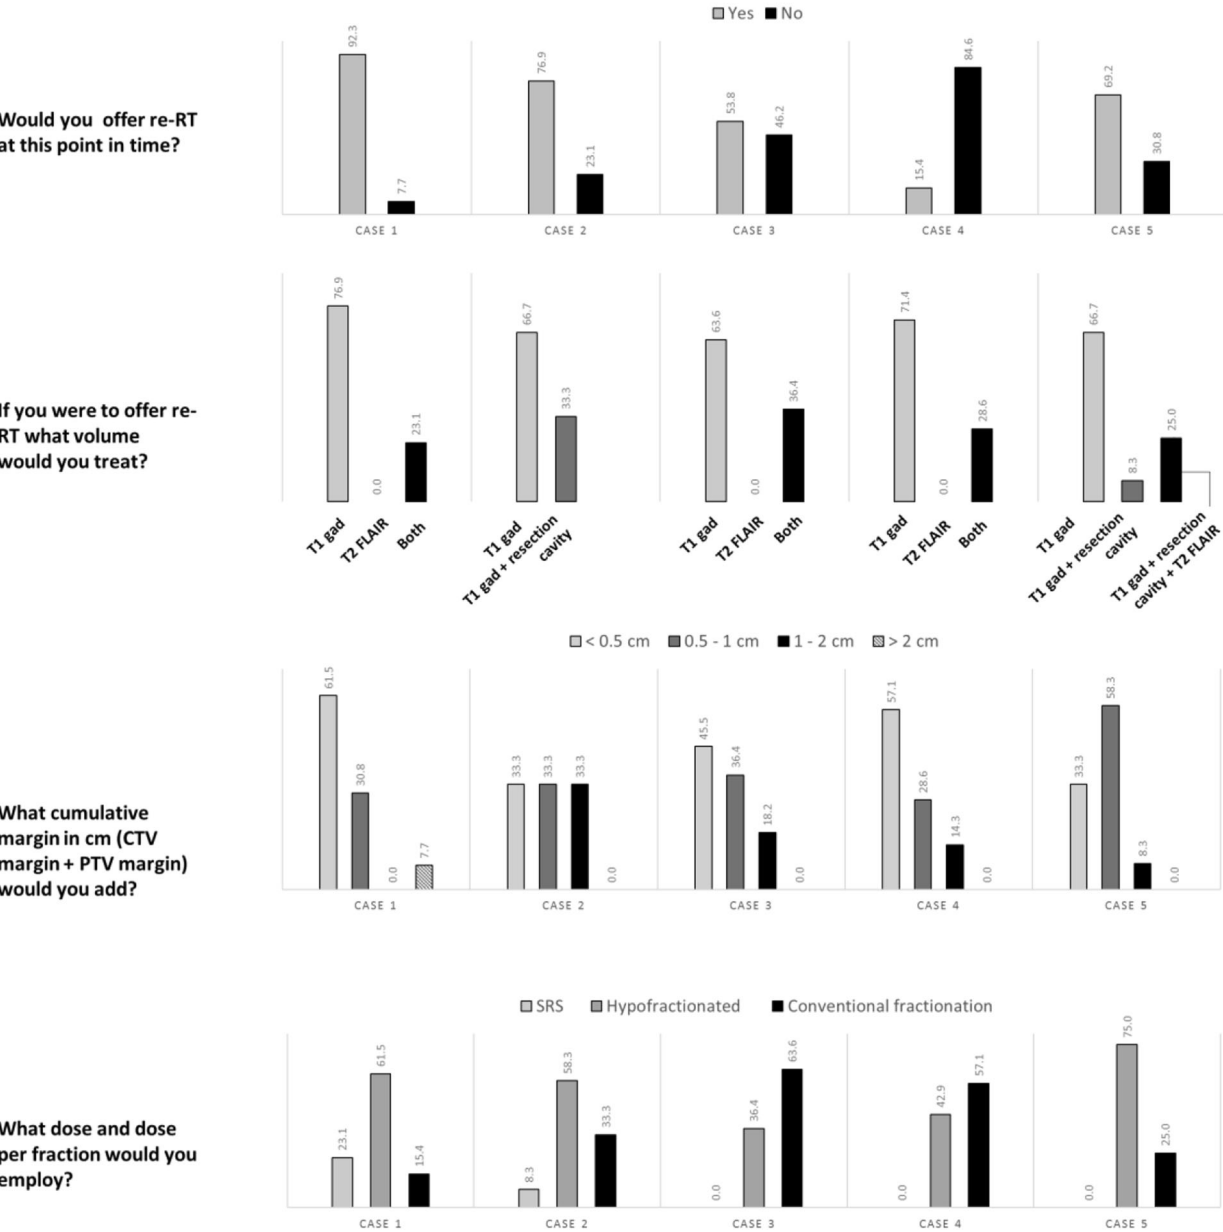 Yes No
92.3 7.7 76.9 23.1 53.8 46.2 15.4 84.6 69.2 30.8
Would you offer re-RT
at this point in time?
CASE 1 CASE 2 CASE 3 CASE 4 CASE 5
76.9 0.0 23.1 66.7 33.3 63.6 0.0 36.4 71.4 0.0 28.6 66.7 8.3 25.0
If you were to offer re-
RT what volume
would you treat?
T1 gad T2 FLAIR Both T1 gad T1 gad + resection cavity T1 gad T2 FLAIR Both T1 gad T2 FLAIR Both T1 gad T1 gad + resection cavity T1 gad + resection cavity + T2 FLAIR
< 0.5 cm 0.5 - 1 cm 1 - 2 cm > 2 cm
61.5 30.8 0.0 7.7 33.3 33.3 33.3 0.0 45.5 36.4 18.2 0.0 57.1 28.6 14.3 0.0 33.3 58.3 8.3 0.0
What cumulative
margin in cm (CTV
margin + PTV margin)
would you add?
CASE 1 CASE 2 CASE 3 CASE 4 CASE 5
SRS Hypofractionated Conventional fractionation
23.1 61.5 15.4 8.3 58.3 33.3 0.0 36.4 63.6 0.0 42.9 57.1 0.0 75.0 25.0
What dose and dose
per fraction would you
employ?
CASE 1 CASE 2 CASE 3 CASE 4 CASE 5